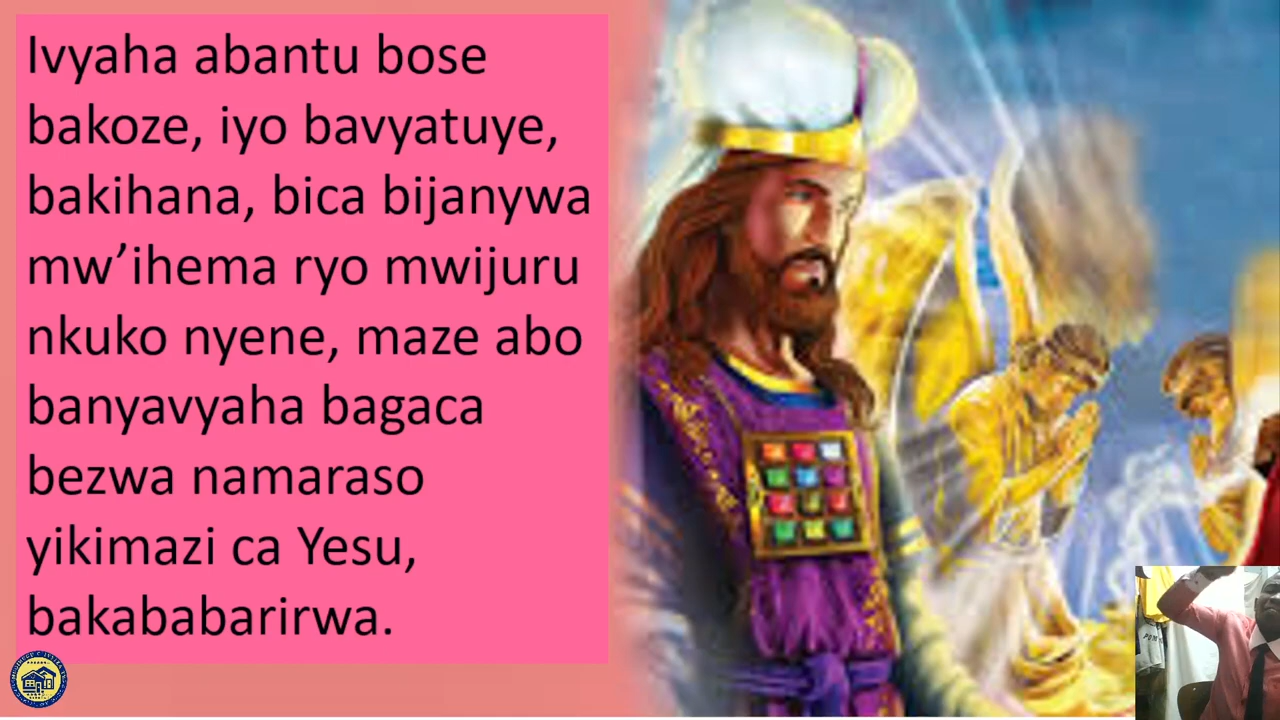 Ivyaha abantu bose
bakoze, iyo bavyatuye,
bakihana, bica bijanywa
mw’ihema ryo mwijuru
nkuko nyene, maze abo
banyavyaha bagaca
bezwa namaraso
yikimazi ca Yesu,
bakababarirwa.